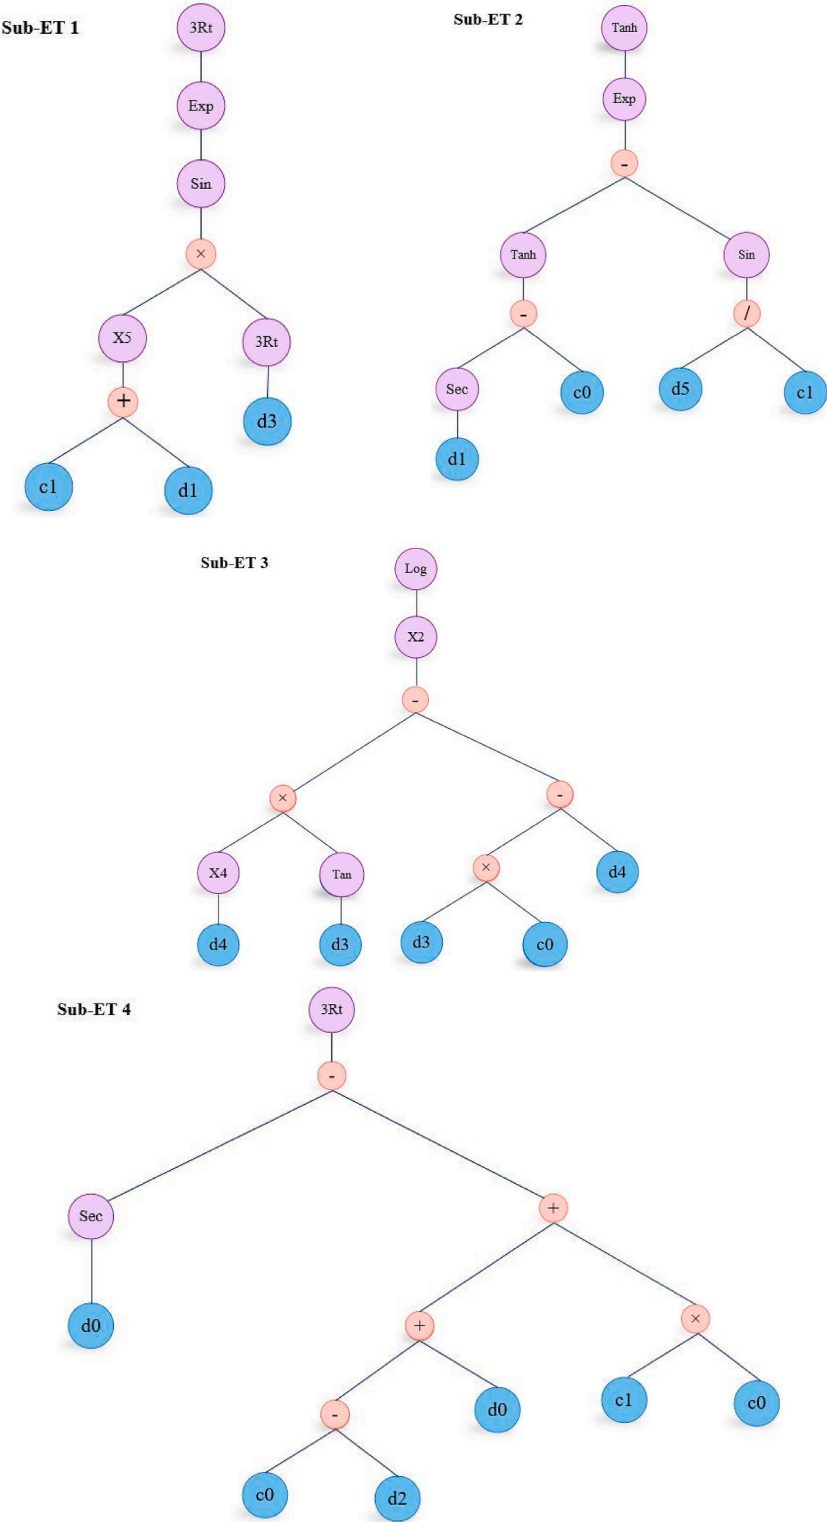 Sub-ET 1
3Rt
Exp
Sin
×
X5
3Rt
+
d3
c1
d1
Sub-ET 2
Tanh
Exp
-
Tanh
Sin
-
/
Sec
c0
d5
c1
d1
Sub-ET 3
Log
X2
-
×
-
X4
Tan
×
d4
d4
d3
d3
c0
Sub-ET 4
3Rt
-
Sec
+
d0
+
×
-
d0
c1
c0
c0
d2